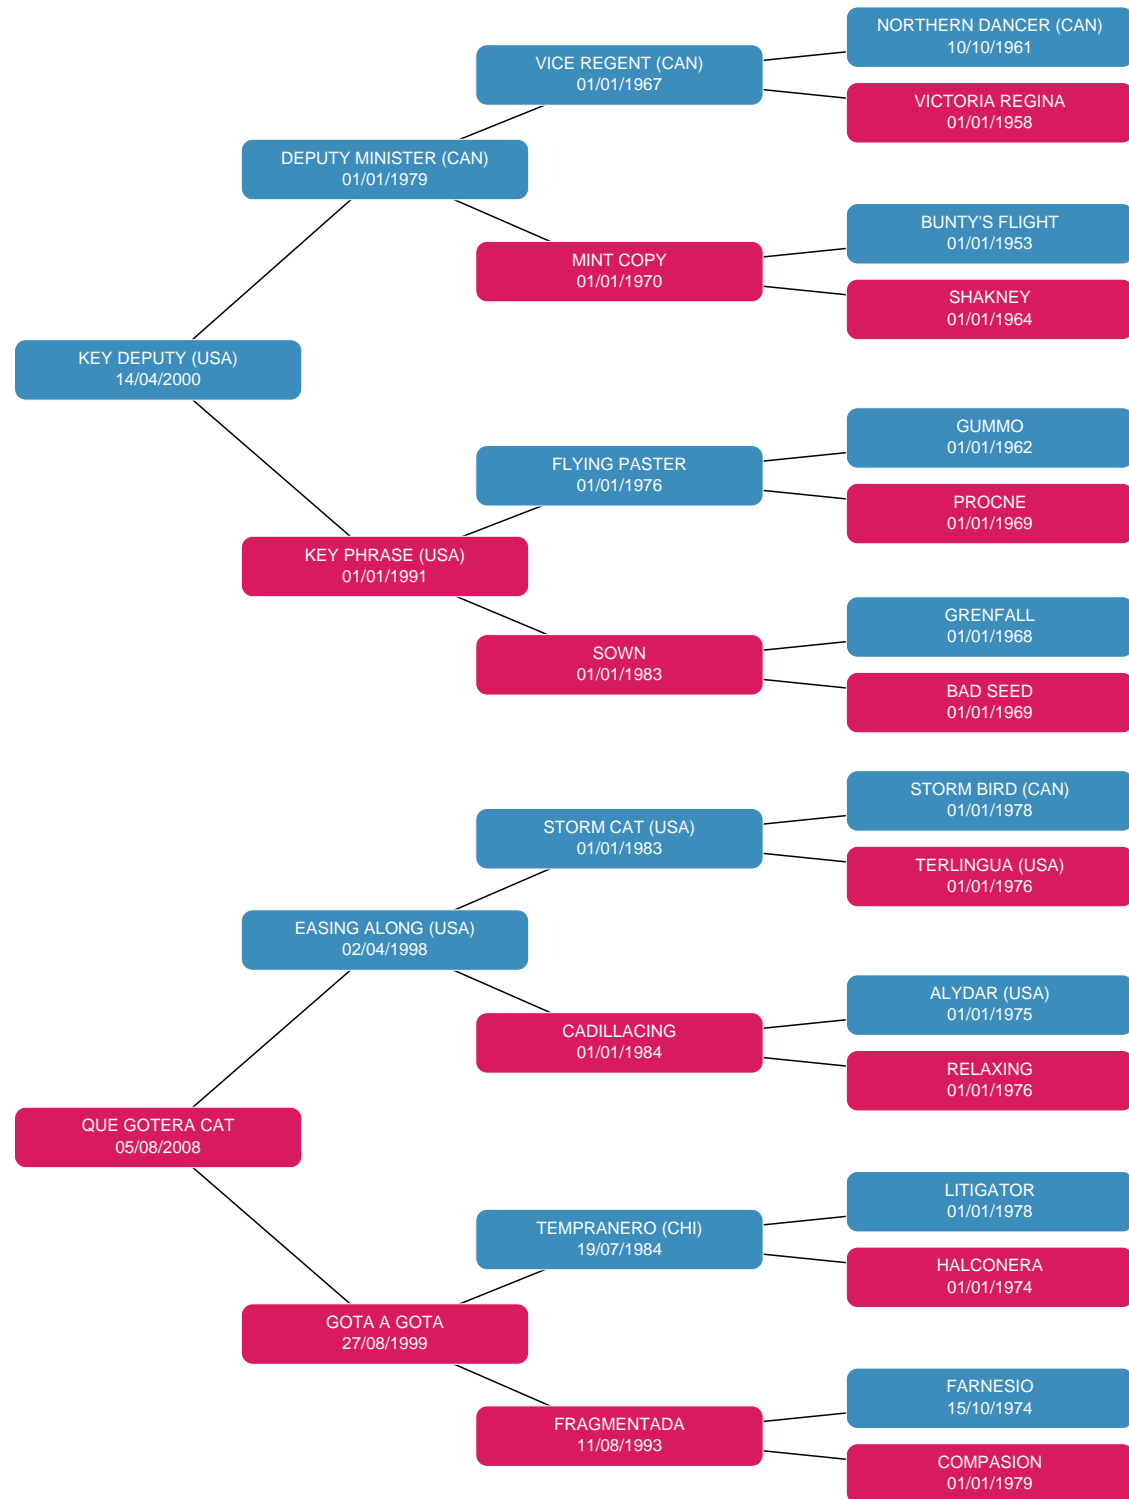 NORTHERN DANCER (CAN)
10/10/1961
VICE REGENT (CAN)
01/01/1967
VICTORIA REGINA
01/01/1958
DEPUTY MINISTER (CAN)
01/01/1979
BUNTY'S FLIGHT
01/01/1953
MINT COPY
01/01/1970
SHAKNEY
01/01/1964
KEY DEPUTY (USA)
14/04/2000
GUMMO
01/01/1962
FLYING PASTER
01/01/1976
PROCNE
01/01/1969
KEY PHRASE (USA)
01/01/1991
GRENFALL
01/01/1968
SOWN
01/01/1983
BAD SEED
01/01/1969
STORM BIRD (CAN)
01/01/1978
STORM CAT (USA)
01/01/1983
TERLINGUA (USA)
01/01/1976
EASING ALONG (USA)
02/04/1998
ALYDAR (USA)
01/01/1975
CADILLACING
01/01/1984
RELAXING
01/01/1976
QUE GOTERA CAT
05/08/2008
LITIGATOR
01/01/1978
TEMPRANERO (CHI)
19/07/1984
HALCONERA
01/01/1974
GOTA A GOTA
27/08/1999
FARNESIO
15/10/1974
FRAGMENTADA
11/08/1993
COMPASION
01/01/1979